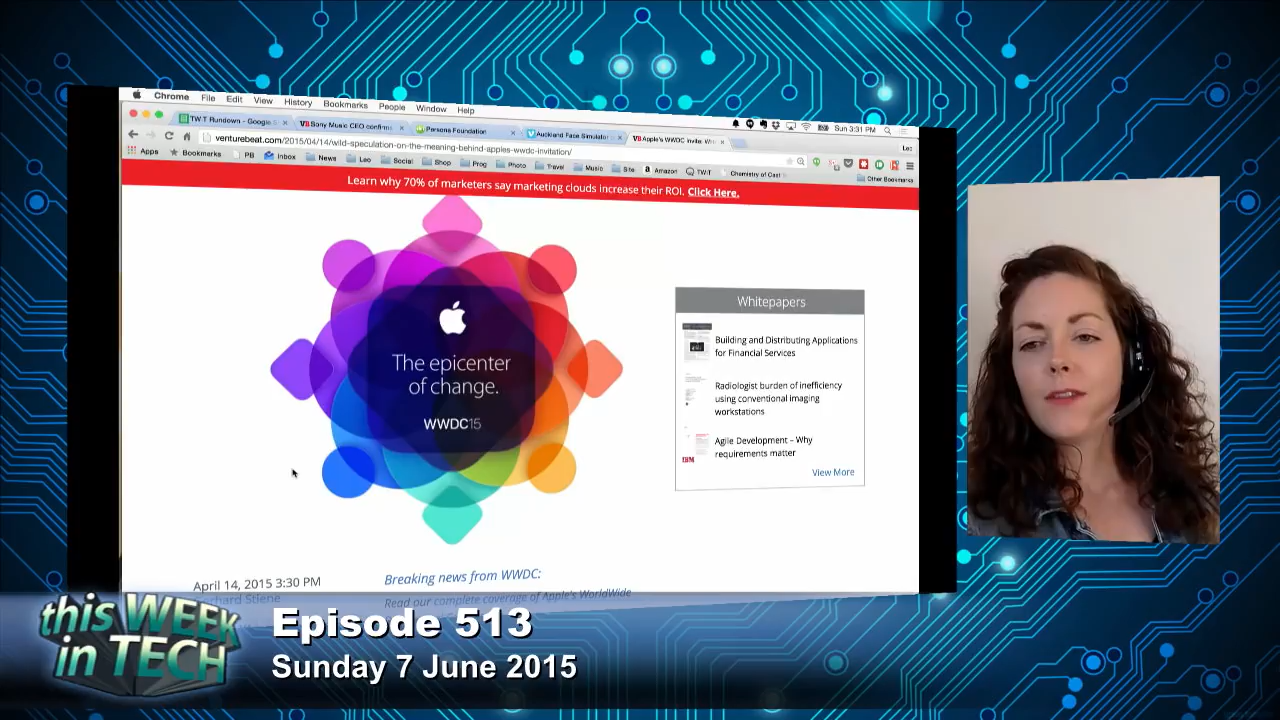 Chrome File Edit View History Bookmarks People Window Help
Sun 3:31 PM
TWiT Rundown - Google S
Sony Music CEO confirms
Persona Foundation
Auckland Face Simulator
Apple's WWDC Invite: Wh
Leo
venturebeat.com/2015/04/14/wild-speculation-on-the-meaning-behind-apples-wwdc-invitation/
Apps Bookmarks PB Inbox News Leo Social Shop Prog Photo Travel Music Site Amazon TWiT Chemistry of Cast Other Bookmarks
Learn why 70% of marketers say marketing clouds increase their ROI. Click Here.
The epicenter
of change.
WWDC15
Whitepapers
Building and Distributing Applications
for Financial Services
Radiologist burden of inefficiency
using conventional imaging
workstations
Agile Development – Why
requirements matter
IBM
View More
April 14, 2015 3:30 PM
Breaking news from WWDC:
Read our complete coverage of Apple's WorldWide
this WEEK
in TECH
Episode 513
Sunday 7 June 2015